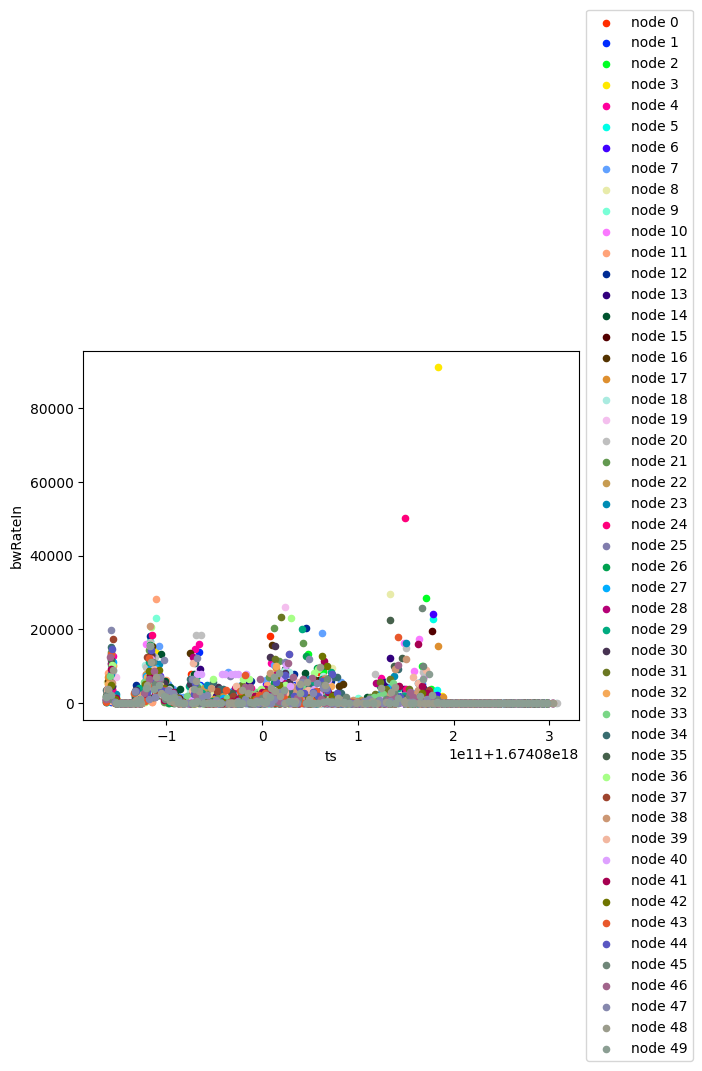 node 0
node 1
node 2
node 3
node 4
node 5
node 6
node 7
node 8
node 9
node 10
node 11
node 12
node 13
node 14
node 15
node 16
node 17
node 18
node 19
node 20
node 21
node 22
node 23
node 24
node 25
node 26
node 27
node 28
node 29
node 30
node 31
node 32
node 33
node 34
node 35
node 36
node 37
node 38
node 39
node 40
node 41
node 42
node 43
node 44
node 45
node 46
node 47
node 48
node 49
bwRateIn
80000
60000
40000
20000
0
−1 0 1 2 3
ts
1e11+1.67408e18